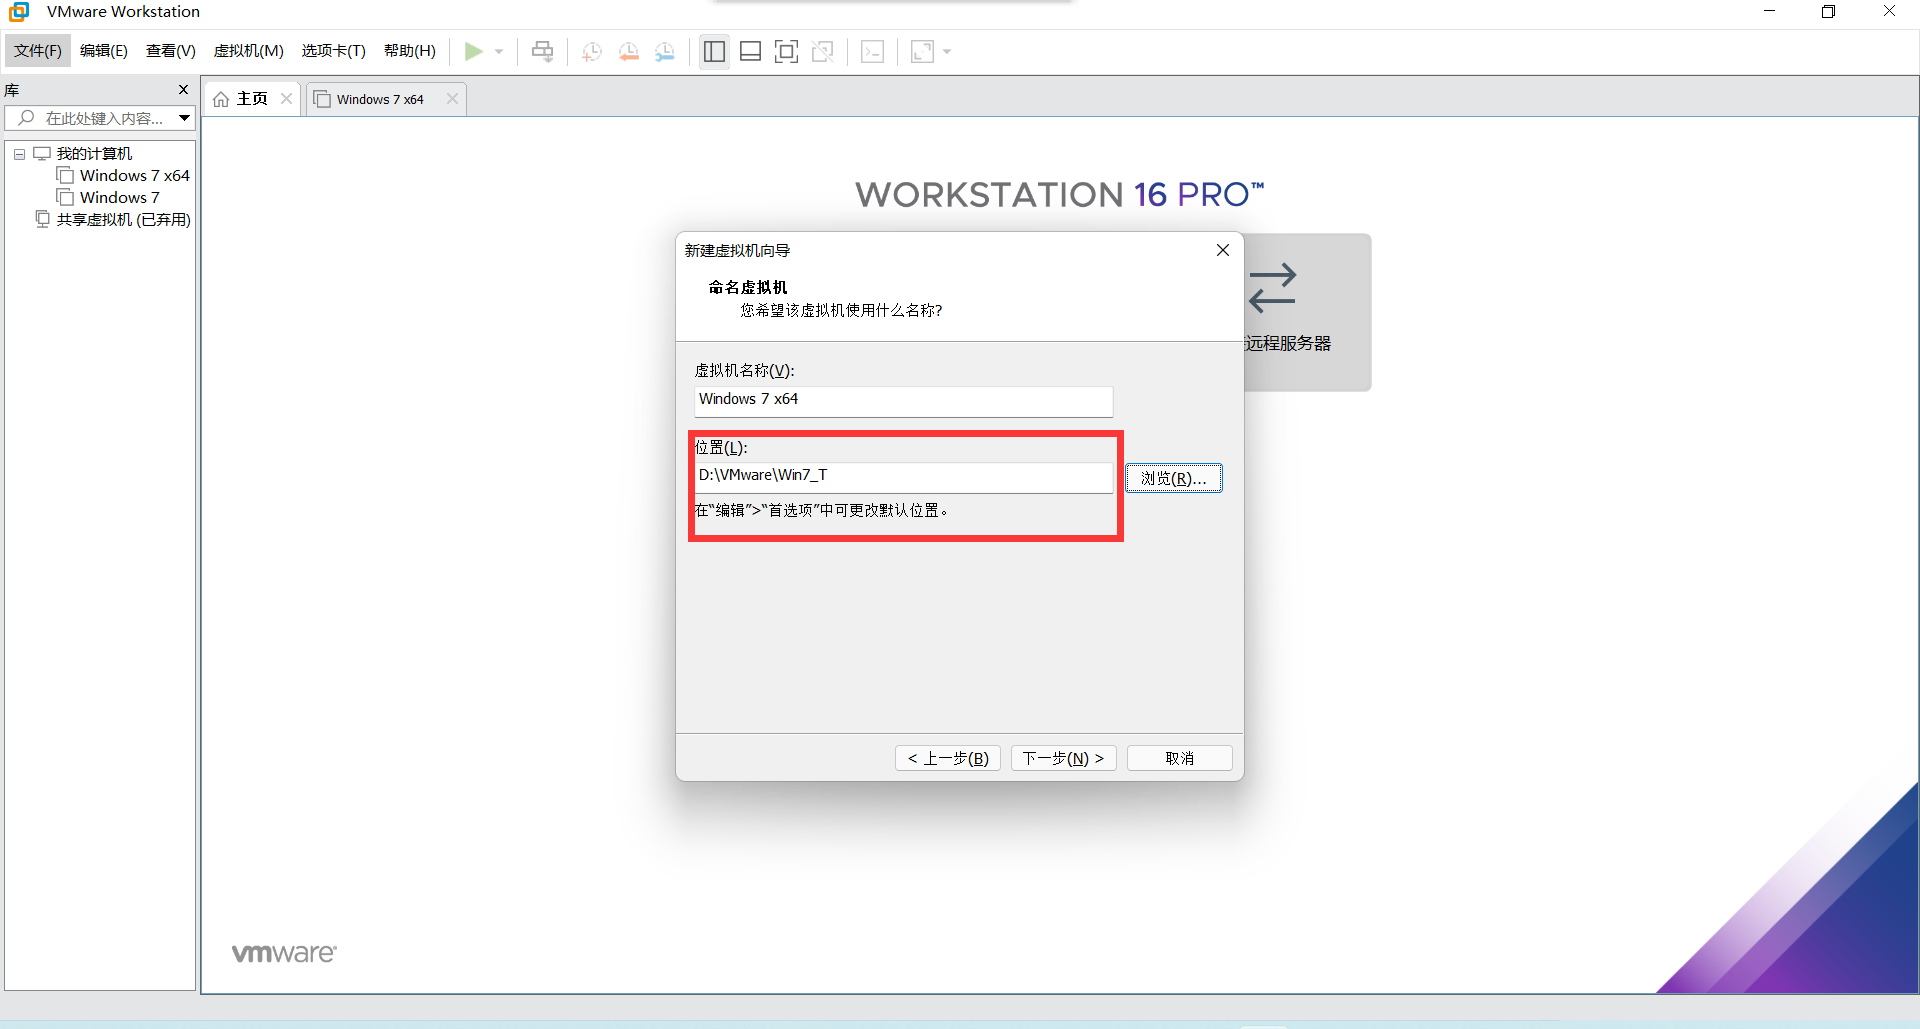 VMware Workstation
文件(F) 编辑(E) 查看(V) 虚拟机(M) 选项卡(T) 帮助(H)
库
在此处键入内容...
我的计算机
Windows 7 x64
Windows 7
共享虚拟机 (已弃用)
主页
Windows 7 x64
WORKSTATION 16 PRO™
远程服务器
新建虚拟机向导
命名虚拟机
您希望该虚拟机使用什么名称?
虚拟机名称(V):
Windows 7 x64
位置(L):
D:\VMware\Win7_T
浏览(R)...
在“编辑”>“首选项”中可更改默认位置。
< 上一步(B) 下一步(N) > 取消
vmware®